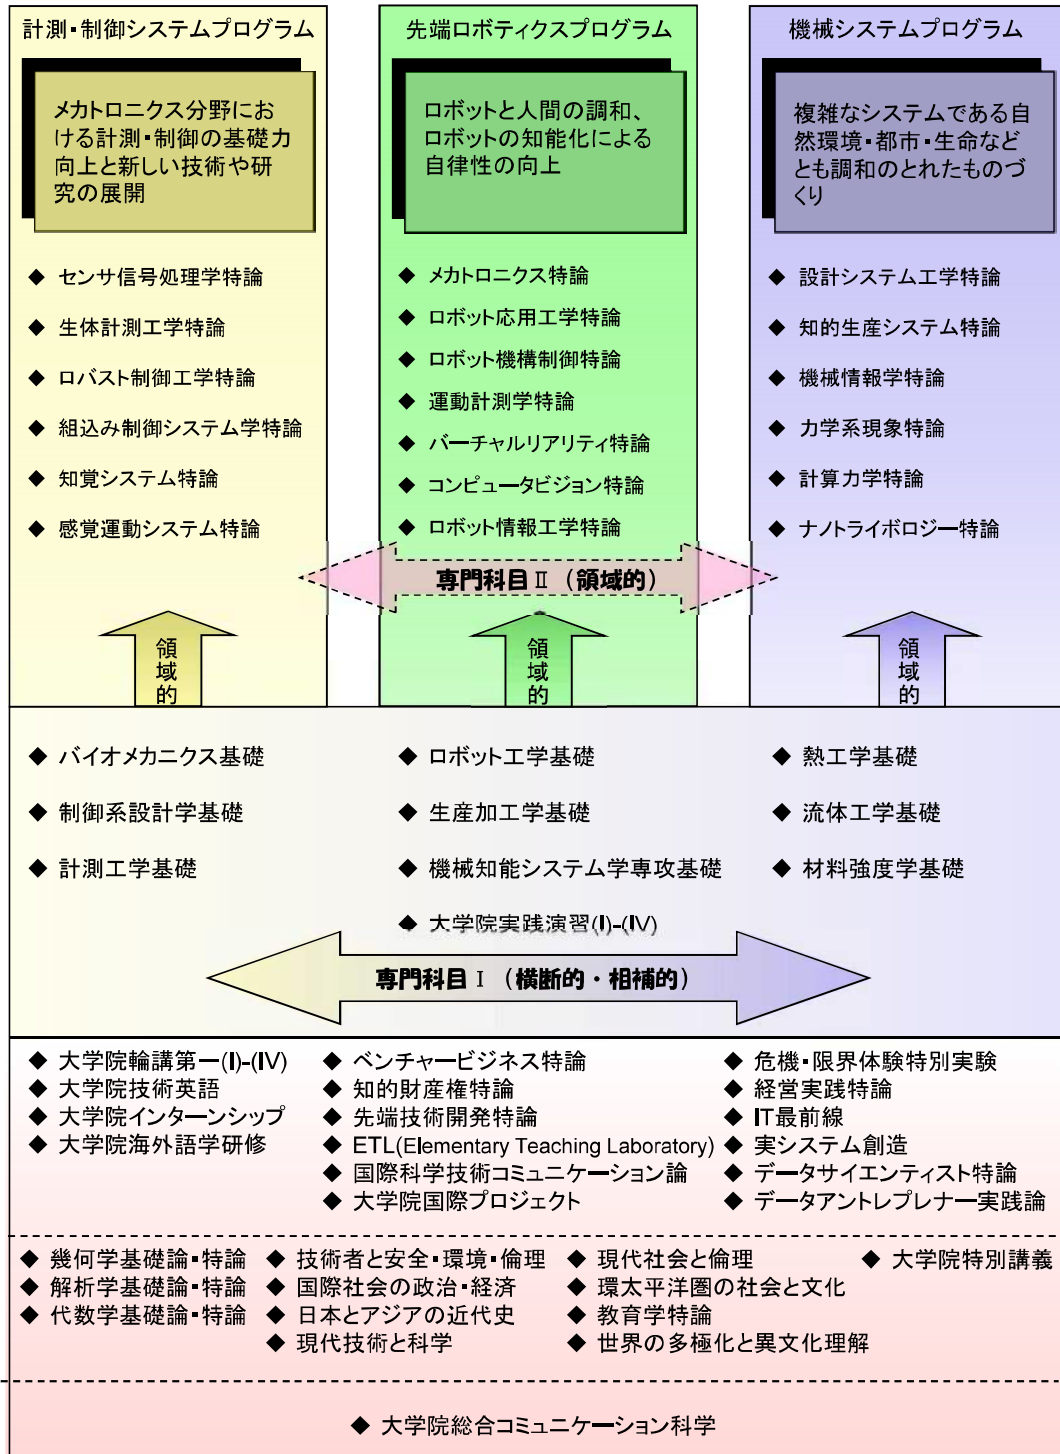 計測・制御システムプログラム
メカトロニクス分野にお
ける計測・制御の基礎力
向上と新しい技術や研
究の展開
◆ センサ信号処理学特論
◆ 生体計測工学特論
◆ ロバスト制御工学特論
◆ 組込み制御システム学特論
◆ 知覚システム特論
◆ 感覚運動システム特論
先端ロボティクスプログラム
ロボットと人間の調和、
ロボットの知能化による
自律性の向上
◆ メカトロニクス特論
◆ ロボット応用工学特論
◆ ロボット機構制御特論
◆ 運動計測学特論
◆ バーチャルリアリティ特論
◆ コンピュータビジョン特論
◆ ロボット情報工学特論
機械システムプログラム
複雑なシステムである自
然環境・都市・生命など
とも調和のとれたものづ
くり
◆ 設計システム工学特論
◆ 知的生産システム特論
◆ 機械情報学特論
◆ 力学系現象特論
◆ 計算力学特論
◆ ナノトライボロジー特論
専門科目Ⅱ（領域的）
領域的
領域的
領域的
◆ バイオメカニクス基礎
◆ 制御系設計学基礎
◆ 計測工学基礎
◆ ロボット工学基礎
◆ 生産加工学基礎
◆ 機械知能システム学専攻基礎
◆ 大学院実践演習(I)-(IV)
◆ 熱工学基礎
◆ 流体工学基礎
◆ 材料強度学基礎
専門科目Ⅰ（横断的・相補的）
◆ 大学院輪講第一(I)-(IV)
◆ 大学院技術英語
◆ 大学院インターンシップ
◆ 大学院海外語学研修
◆ ベンチャービジネス特論
◆ 知的財産権特論
◆ 先端技術開発特論
◆ ETL(Elementary Teaching Laboratory)
◆ 国際科学技術コミュニケーション論
◆ 大学院国際プロジェクト
◆ 危機・限界体験特別実験
◆ 経営実践特論
◆ IT最前線
◆ 実システム創造
◆ データサイエンティスト特論
◆ データアントレプレナー実践論
◆ 幾何学基礎論・特論
◆ 解析学基礎論・特論
◆ 代数学基礎論・特論
◆ 技術者と安全・環境・倫理
◆ 国際社会の政治・経済
◆ 日本とアジアの近代史
◆ 現代技術と科学
◆ 現代社会と倫理
◆ 環太平洋圏の社会と文化
◆ 教育学特論
◆ 世界の多極化と異文化理解
◆ 大学院特別講義
◆ 大学院総合コミュニケーション科学